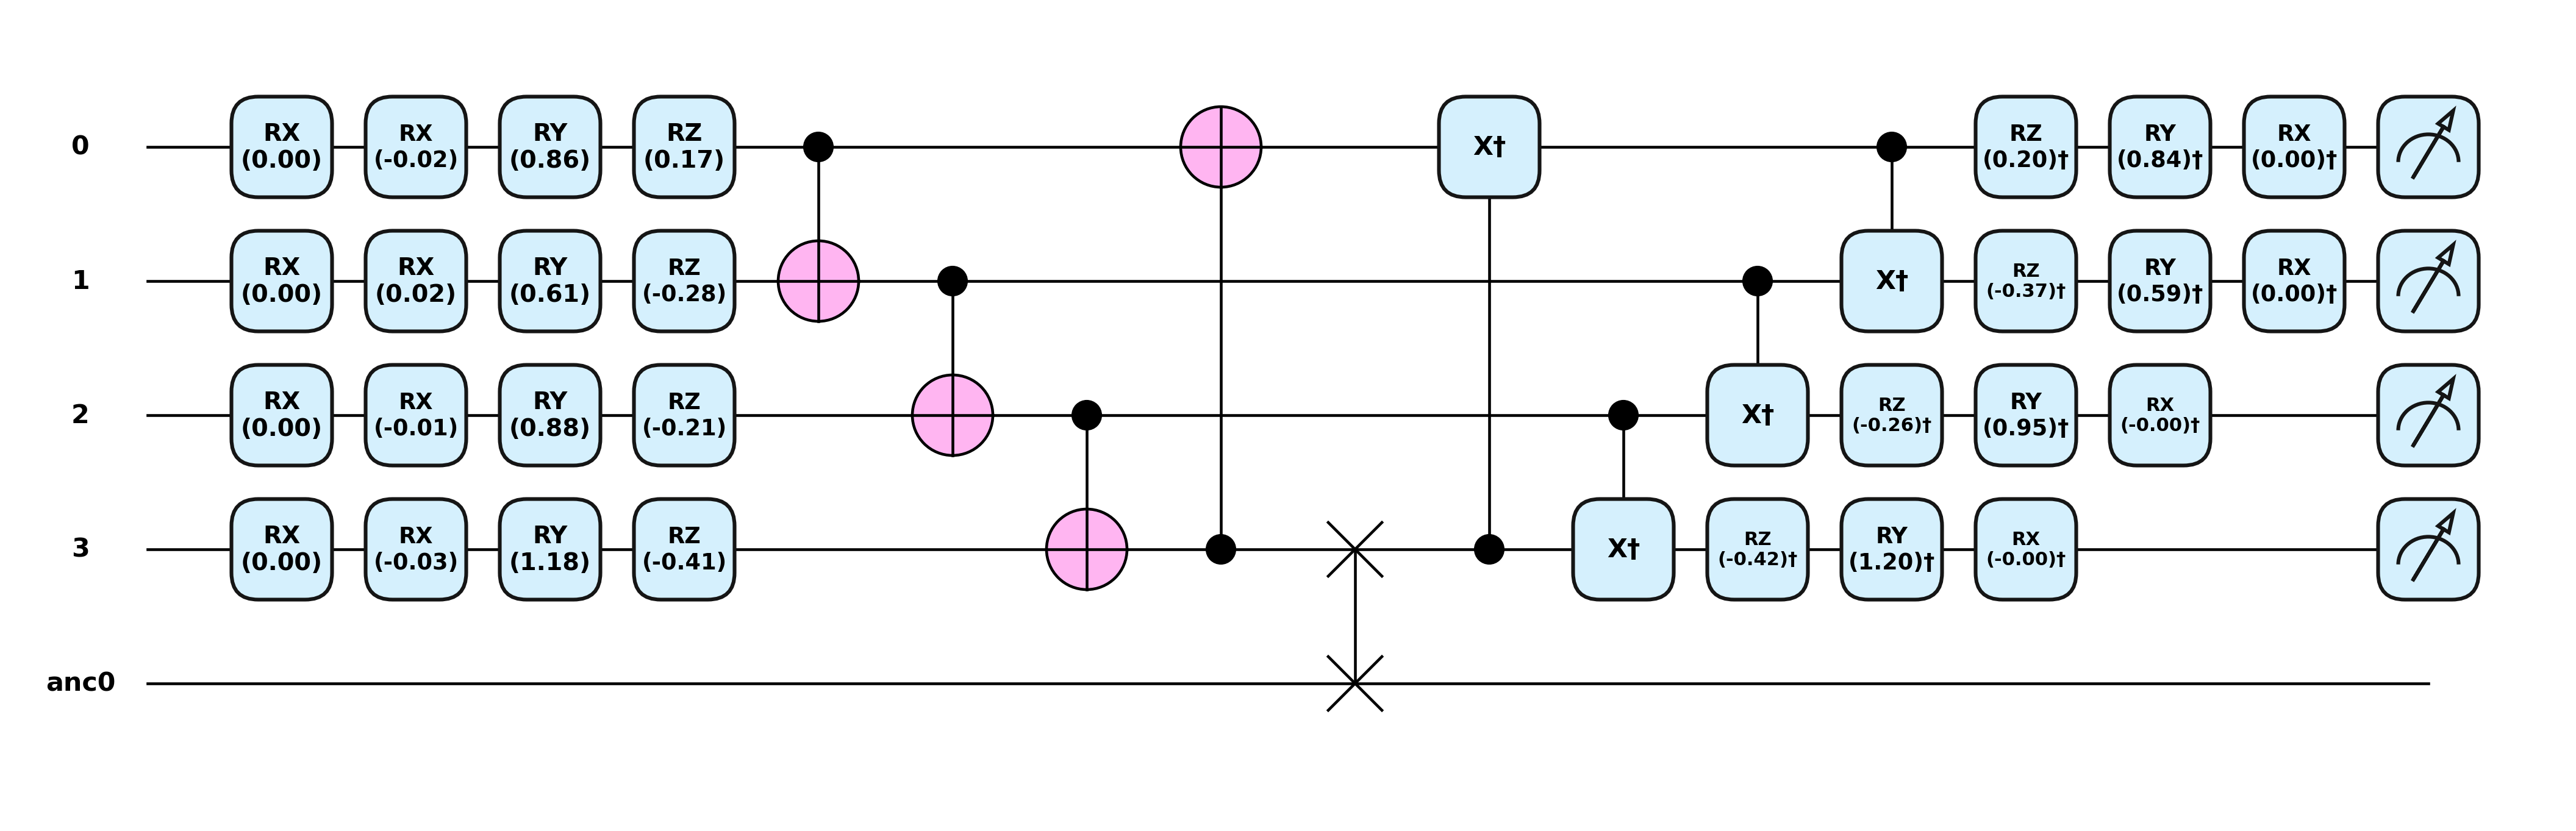 0 RX (0.00) RX (-0.02) RY (0.86) RZ (0.17) X† RZ (0.20)† RY (0.84)† RX (0.00)†
1 RX (0.00) RX (0.02) RY (0.61) RZ (-0.28) X† RZ (-0.37)† RY (0.59)† RX (0.00)†
2 RX (0.00) RX (-0.01) RY (0.88) RZ (-0.21) X† RZ (-0.26)† RY (0.95)† RX (-0.00)†
3 RX (0.00) RX (-0.03) RY (1.18) RZ (-0.41) X† RZ (-0.42)† RY (1.20)† RX (-0.00)†
anc0